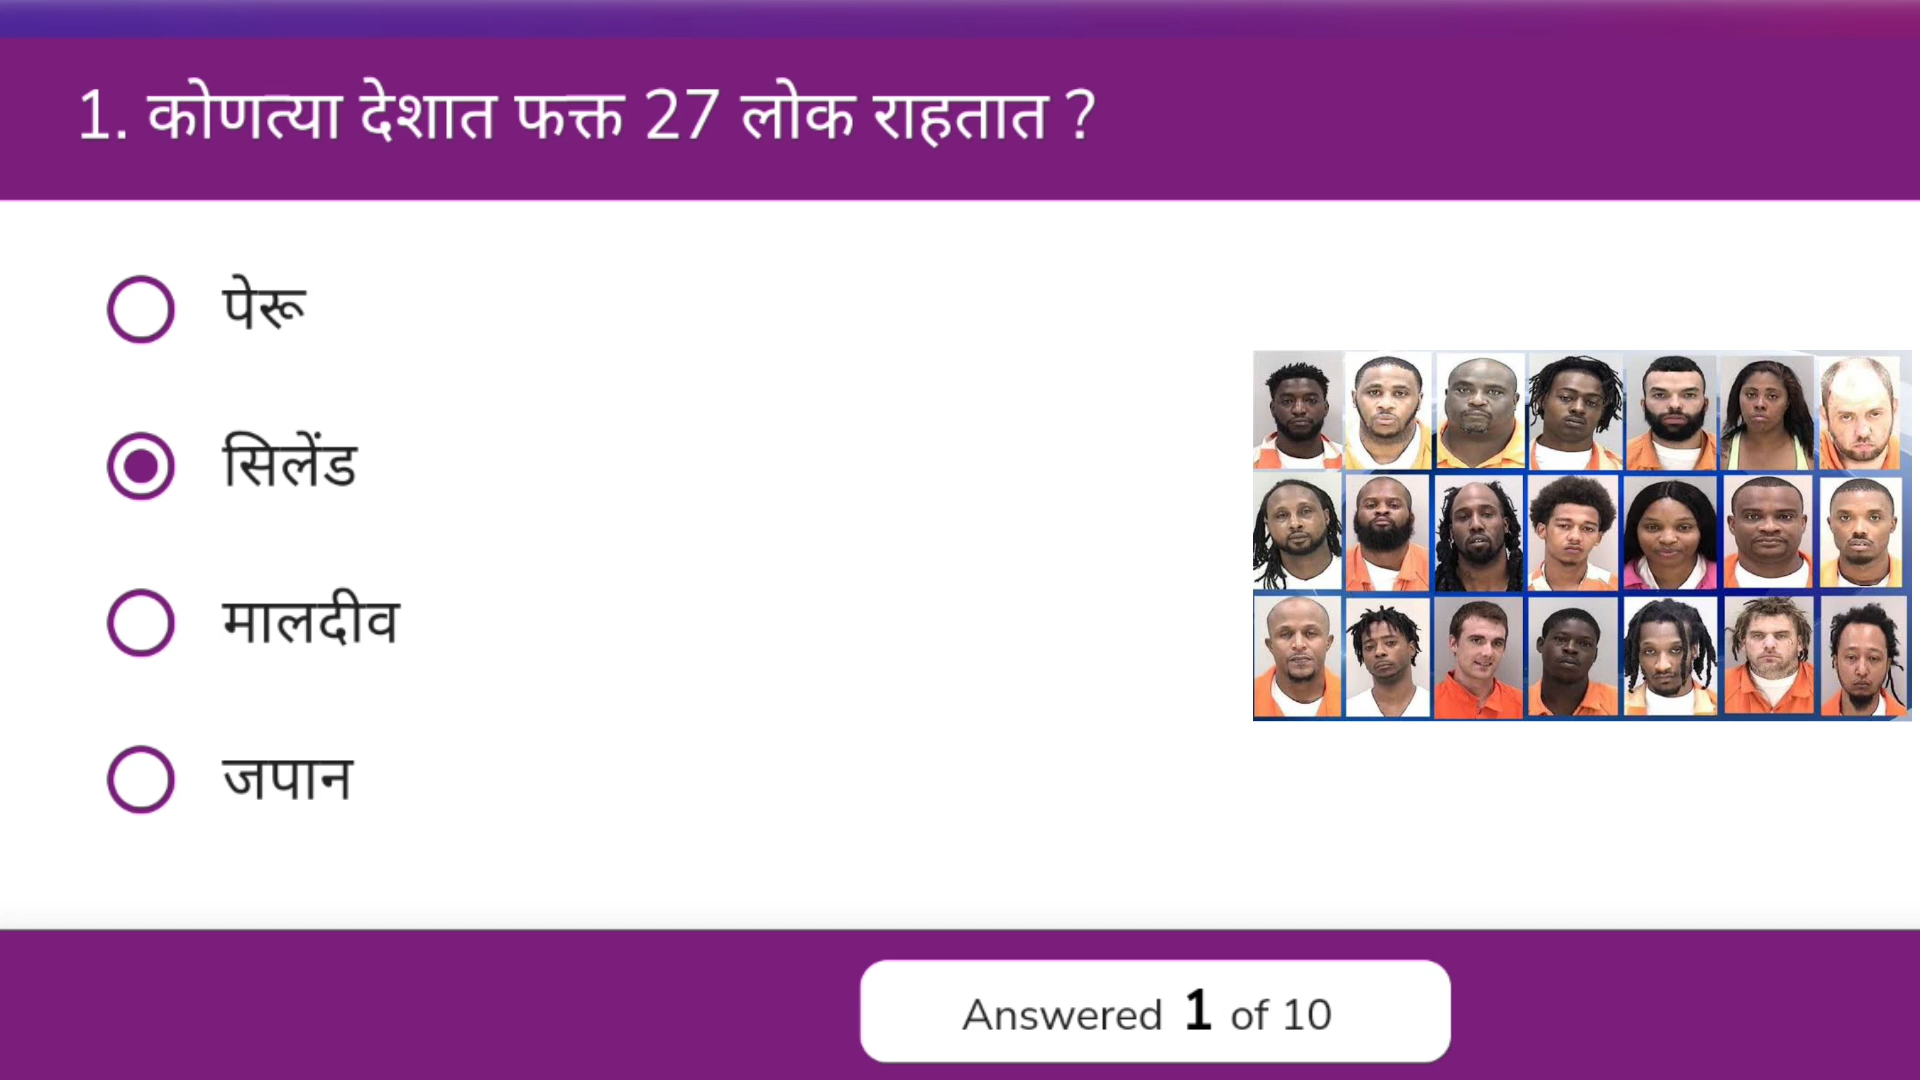 1. कोणत्या देशात फक्त 27 लोक राहतात ?
पेरू
सिलेंड
मालदीव
जपान
Answered 1 of 10